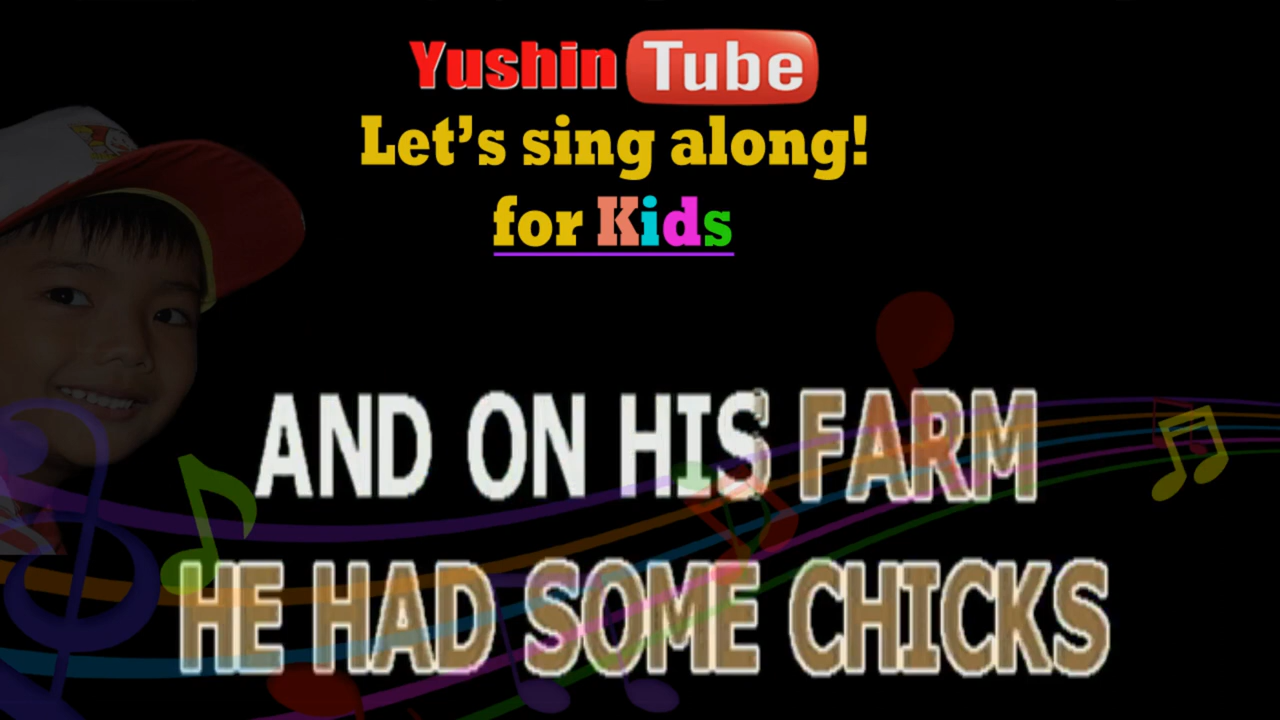 Yushin Tube
Let's sing along!
for Kids
AND ON HIS FARM
HE HAD SOME CHICKS